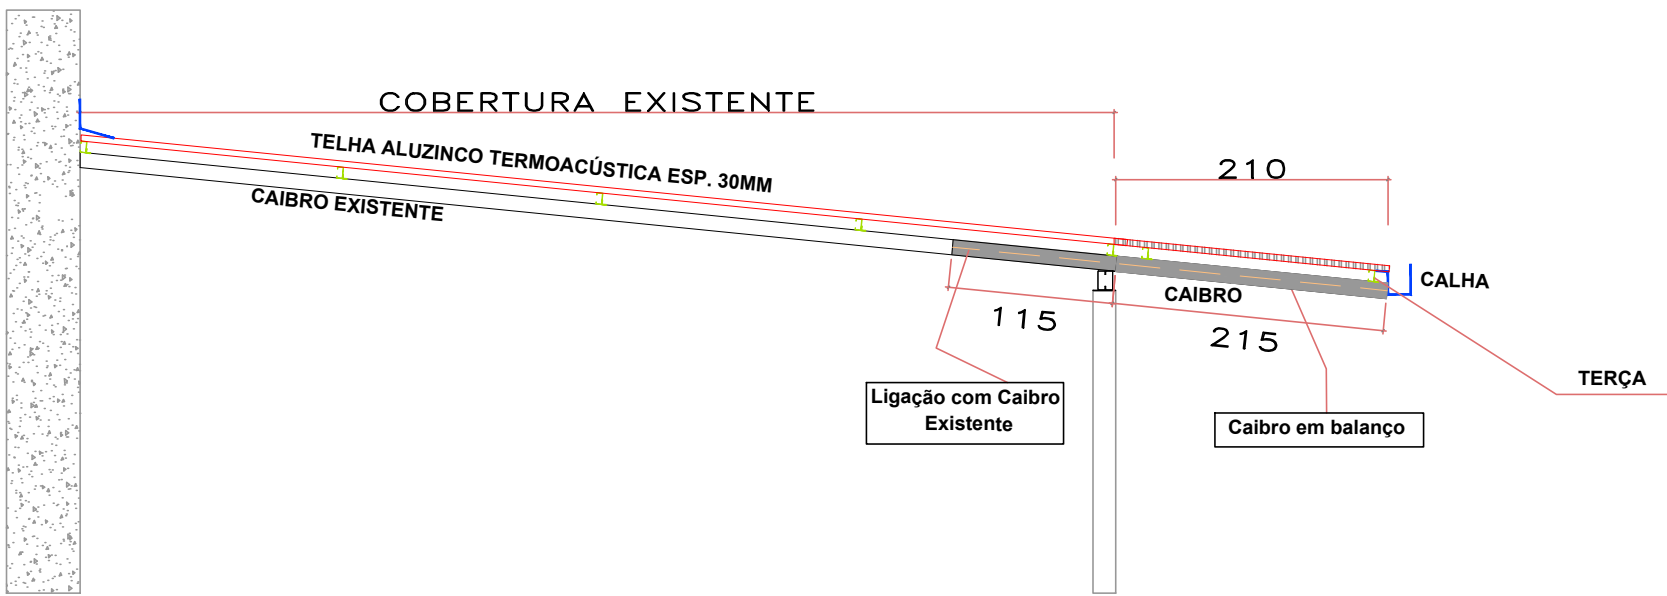 COBERTURA EXISTENTE
TELHA ALUZINCO TERMOACÚSTICA ESP. 30MM
210
CAIBRO EXISTENTE
CALHA
CAIBRO
115
215
TERÇA
Ligação com Caibro
Existente
Caibro em balanço